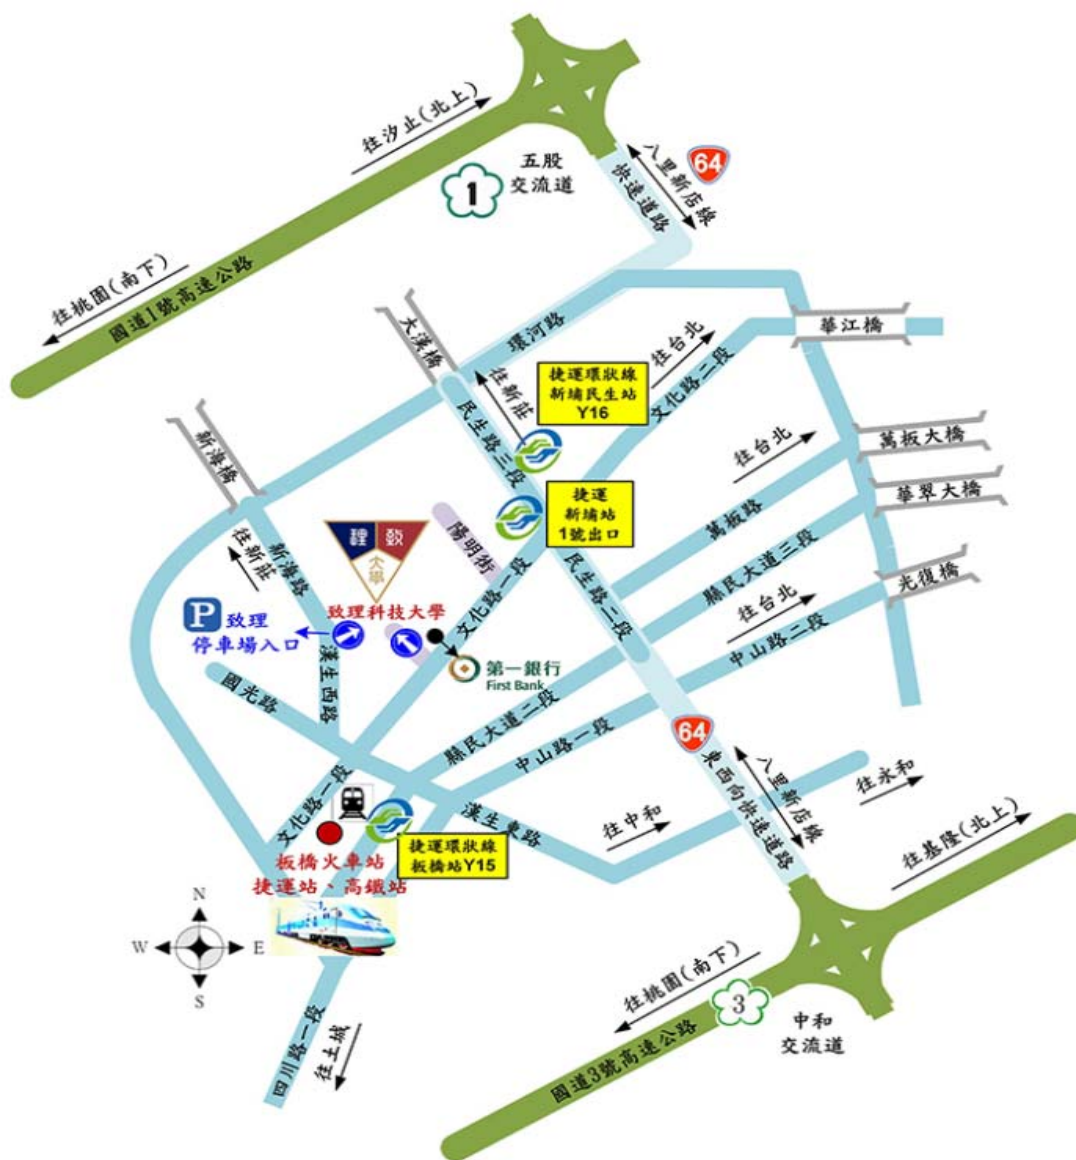 往汐止(北上)
五股
交流道
1
八里新店線
64
快速道路
往桃園(南下)
國道1號高速公路
大溪橋
環河路
華江橋
往台北
文化路二段
往新莊
捷運環狀線
新埔民生站
Y16
民生路三段
新海橋
往台北
萬板大橋
捷運
新埔站
1號出口
華翠大橋
萬板路
陽明街
理
致
大學
往新莊
新海路
文化路一段
民生路二段
縣民大道三段
光復橋
往台北
P
致理
停車場入口
致理科技大學
中山路二段
漢生西路
第一銀行
First Bank
國光路
縣民大道二段
中山路一段
64
東西向快速道路
八里新店線
往永和
文化路一段
漢生東路
往中和
捷運環狀線
板橋站Y15
板橋火車站
捷運站、高鐵站
往基隆(北上)
N
W
E
S
往桃園(南下)
3
中和
交流道
國道3號高速公路
四川路一段
往土城